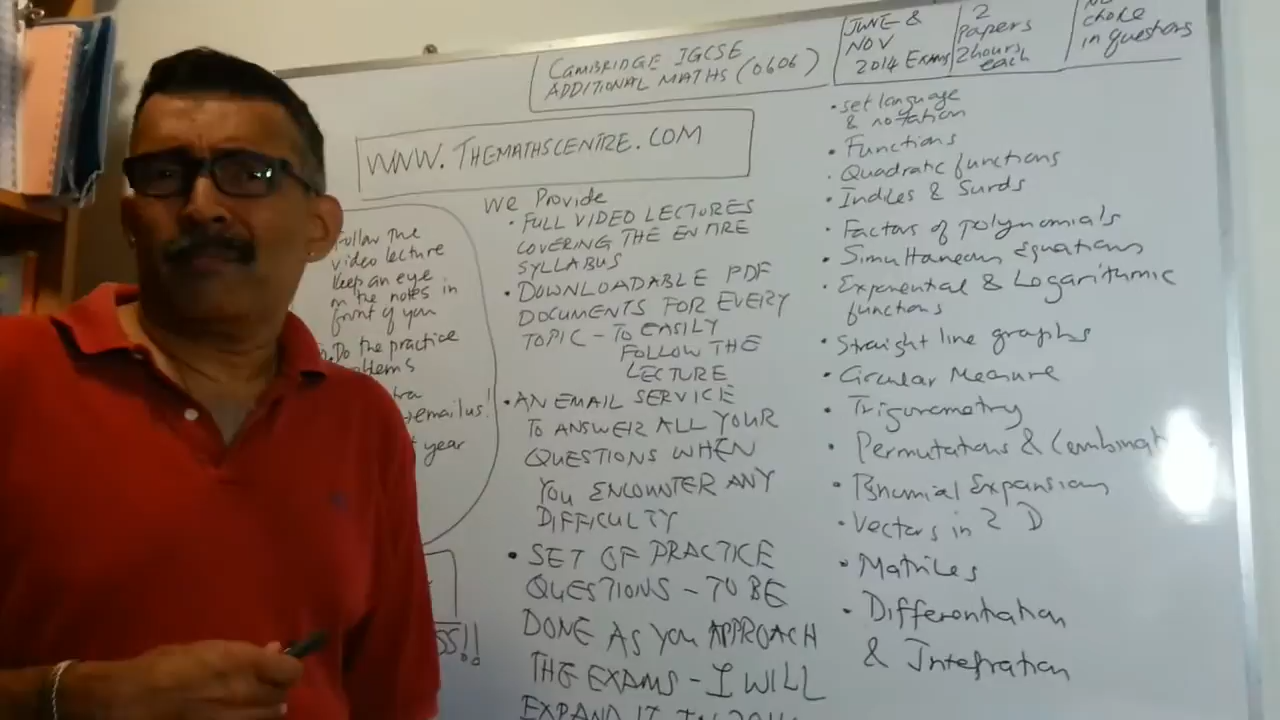 CAMBRIDGE IGCSE
ADDITIONAL MATHS (0606)
JUNE &
NOV
2014 EXAMS
2
papers
2hours
each
choice
in questions
WWW.THEMATHSCENTRE.COM
Follow the
video lecture
keep an eye
on the notes in
front of you
Do the practice
email us!
year
SS!!
We Provide
• FULL VIDEO LECTURES
COVERING THE ENTIRE
SYLLABUS
• DOWNLOADABLE PDF
DOCUMENTS FOR EVERY
TOPIC - TO EASILY
FOLLOW THE
LECTURE
• AN EMAIL SERVICE
TO ANSWER ALL YOUR
QUESTIONS WHEN
YOU ENCOUNTER ANY
DIFFICULTY
• SET OF PRACTICE
QUESTIONS - TO BE
DONE AS YOU APPROACH
THE EXAMS - I WILL
EXPAND IT IN
• set language
& notation
• Functions
• Quadratic functions
• Indices & Surds
• Factors of polynomials
• Simultaneous Equations
• Exponential & Logarithmic
functions
• Straight line graphs
• Circular Measure
• Trigonometry
• Permutations & Combinat
• Binomial Expansion
• Vectors in 2 D
• Matrices
• Differentiation
& Integration